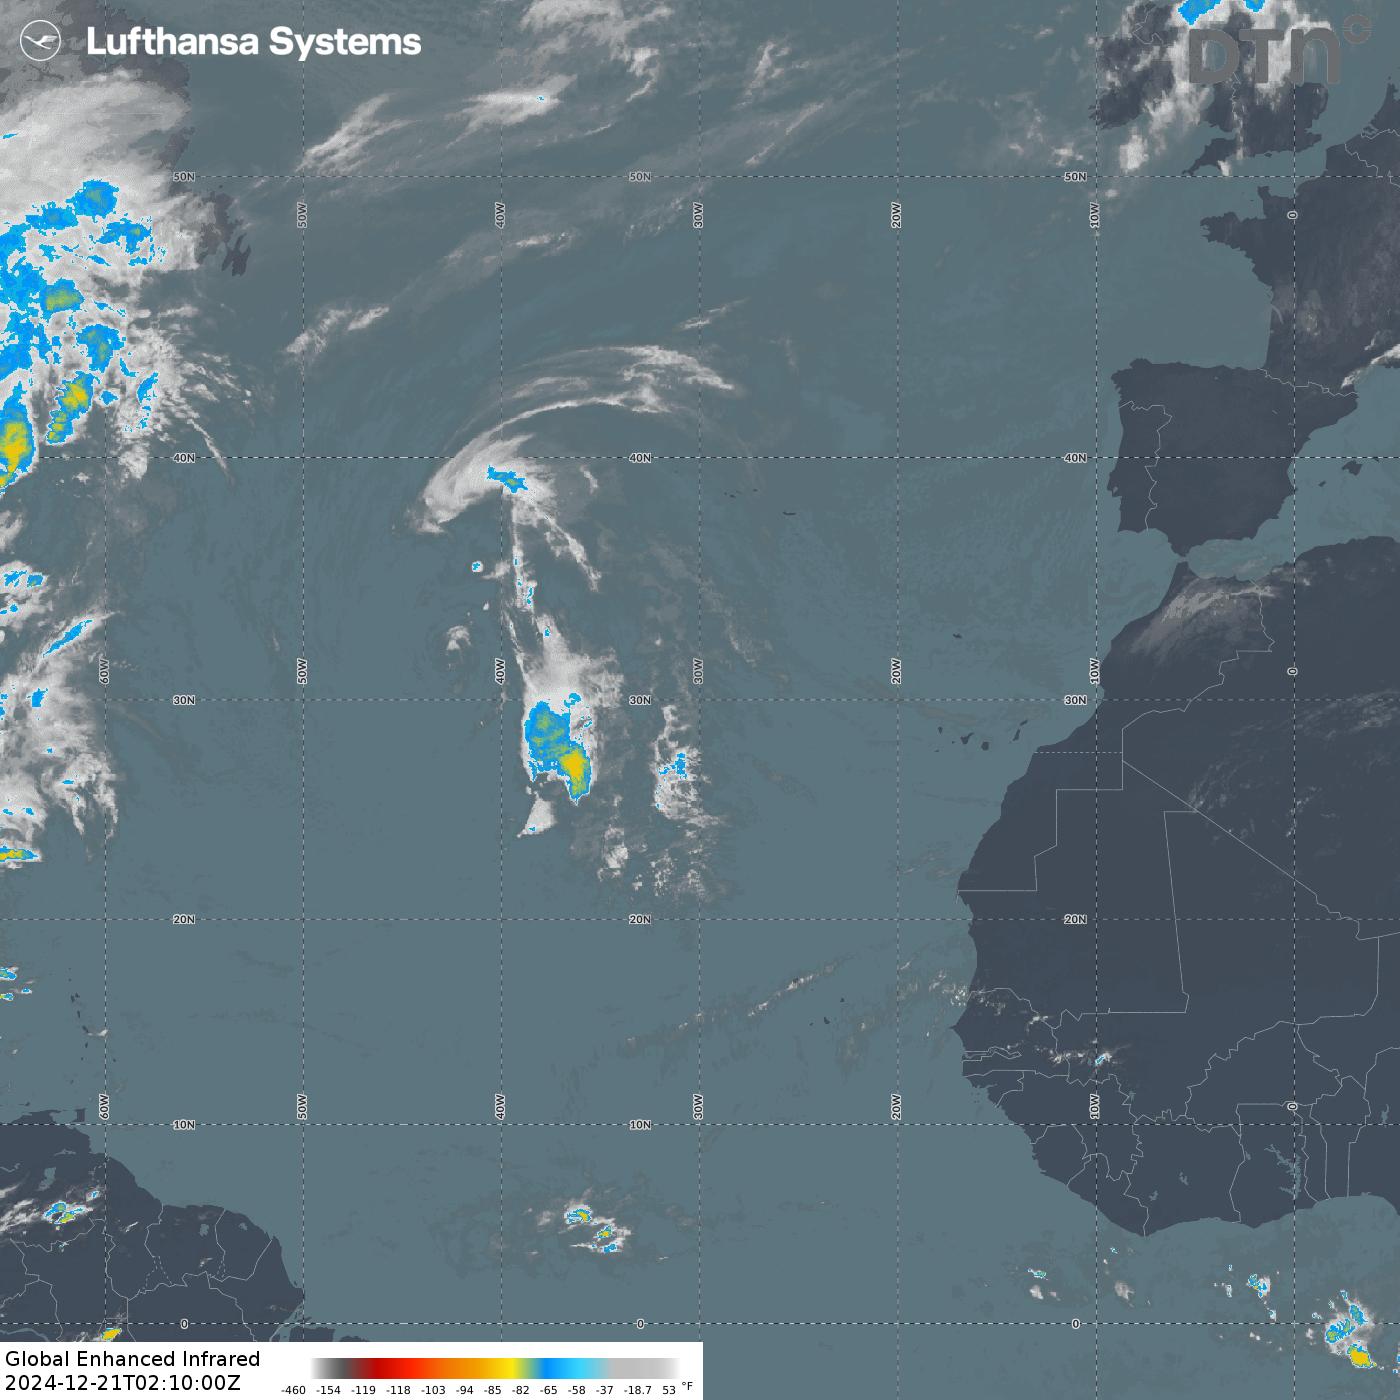 Lufthansa Systems
DTN
50N 50N 50N
50W 40W 30W 20W 10W 0
40N 40N 40N
60W 50W 40W 30W 20W 10W 0
30N 30N 30N
20N 20N 20N
60W 50W 40W 30W 20W 10W 0
10N 10N 10N
0 0 0
Global Enhanced Infrared
2024-12-21T02:10:00Z
-460 -154 -119 -118 -103 -94 -85 -82 -65 -58 -37 -18.7 53 °F